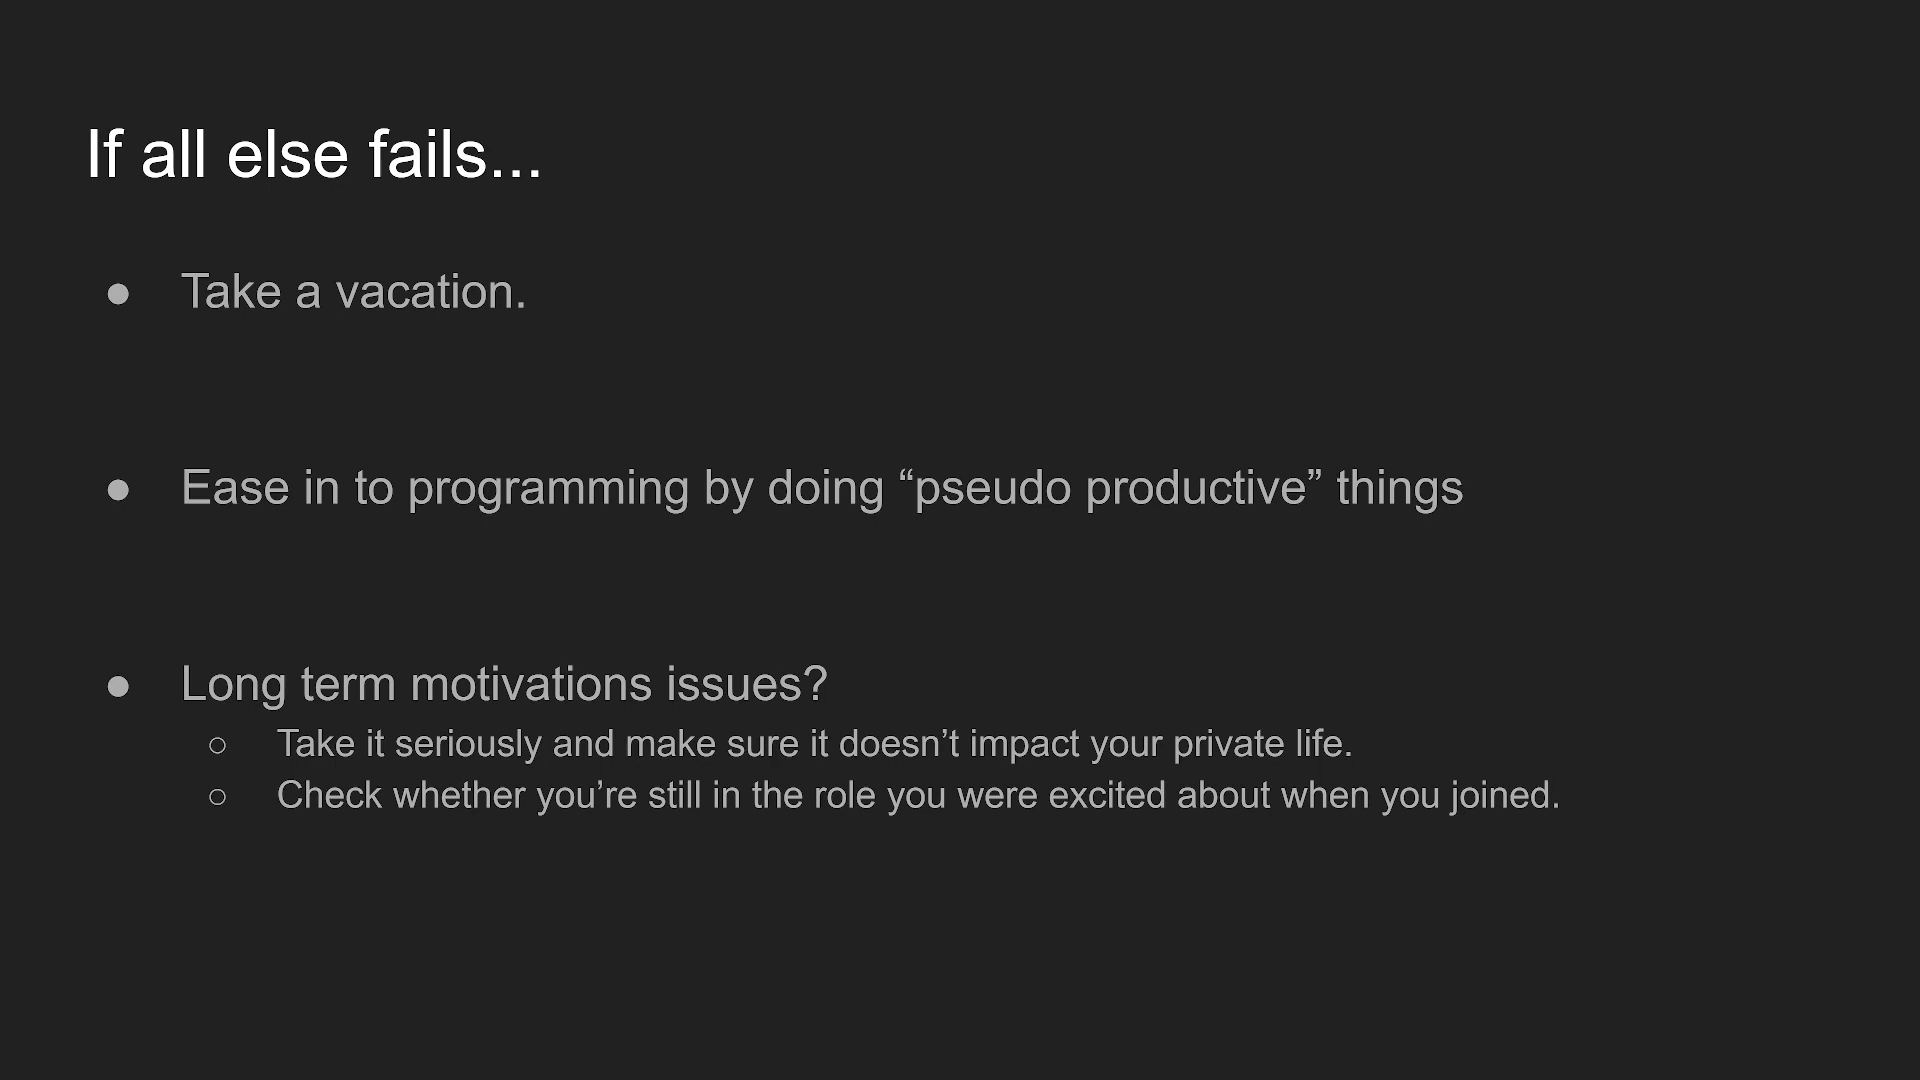 If all else fails...
● Take a vacation.
● Ease in to programming by doing “pseudo productive” things
● Long term motivations issues?
○ Take it seriously and make sure it doesn’t impact your private life.
○ Check whether you’re still in the role you were excited about when you joined.